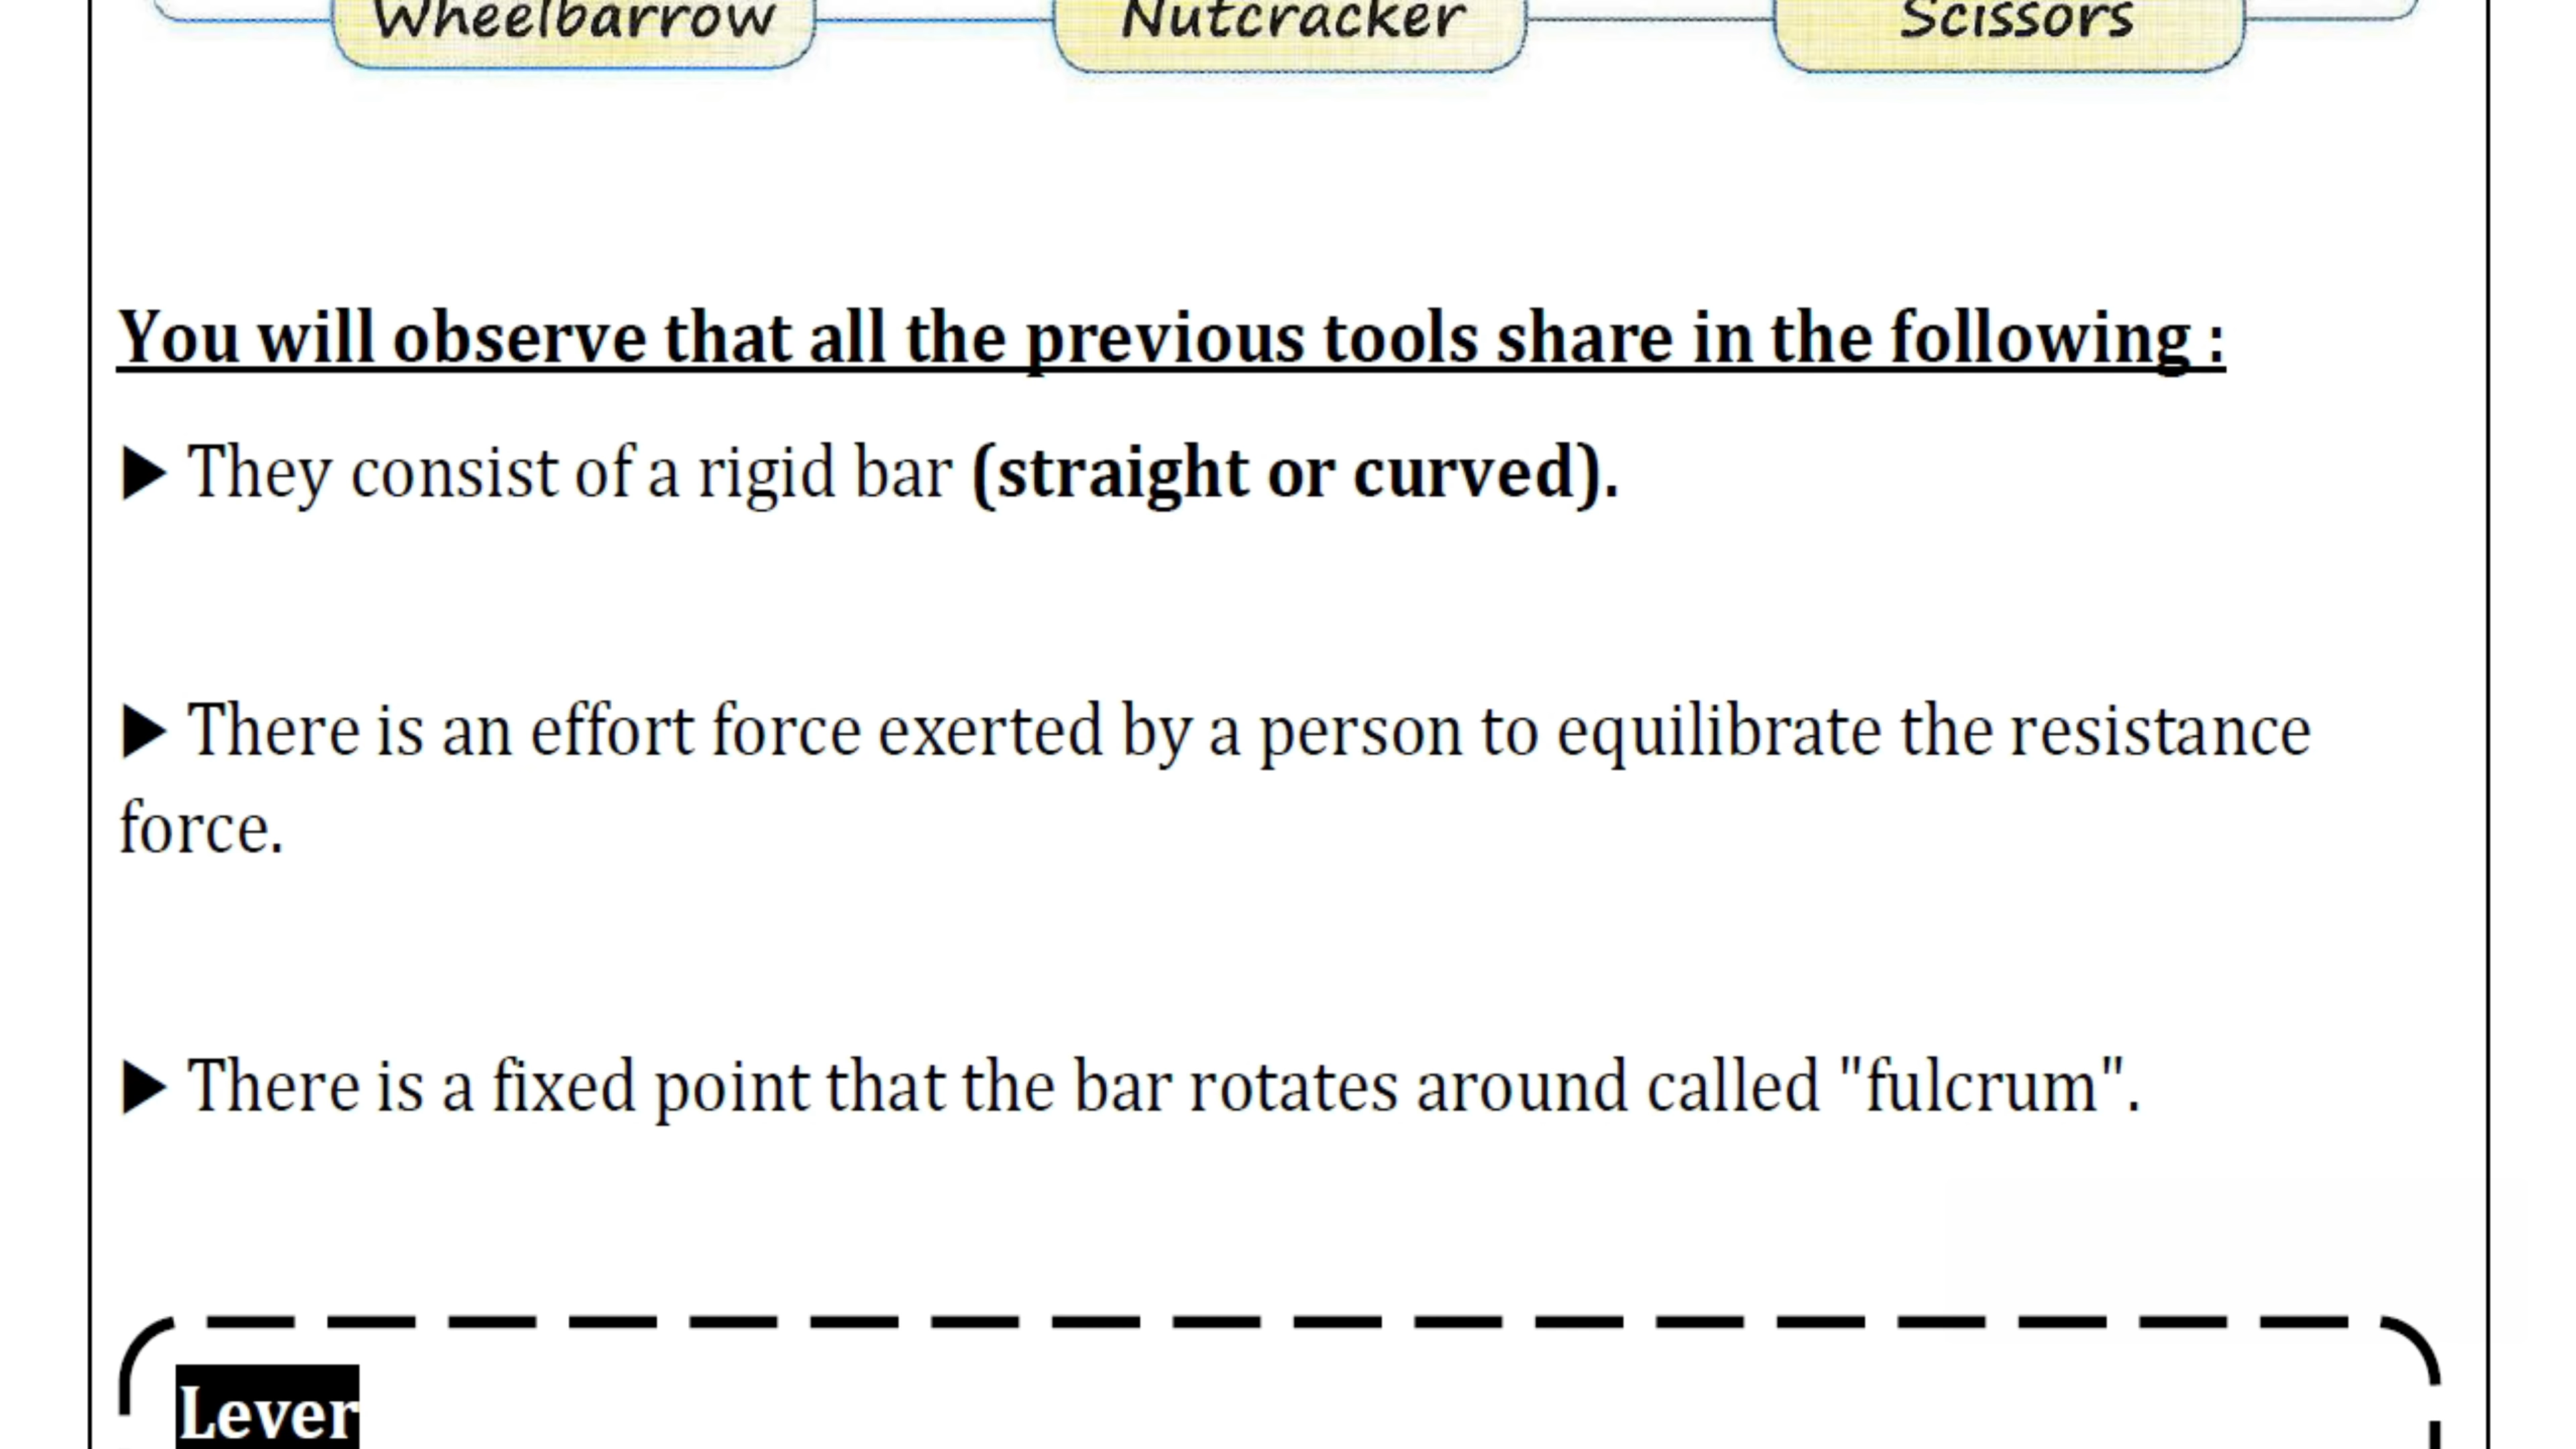 Wheelbarrow Nutcracker Scissors
You will observe that all the previous tools share in the following :
▶ They consist of a rigid bar (straight or curved).
▶ There is an effort force exerted by a person to equilibrate the resistance
force.
▶ There is a fixed point that the bar rotates around called "fulcrum".
Lever